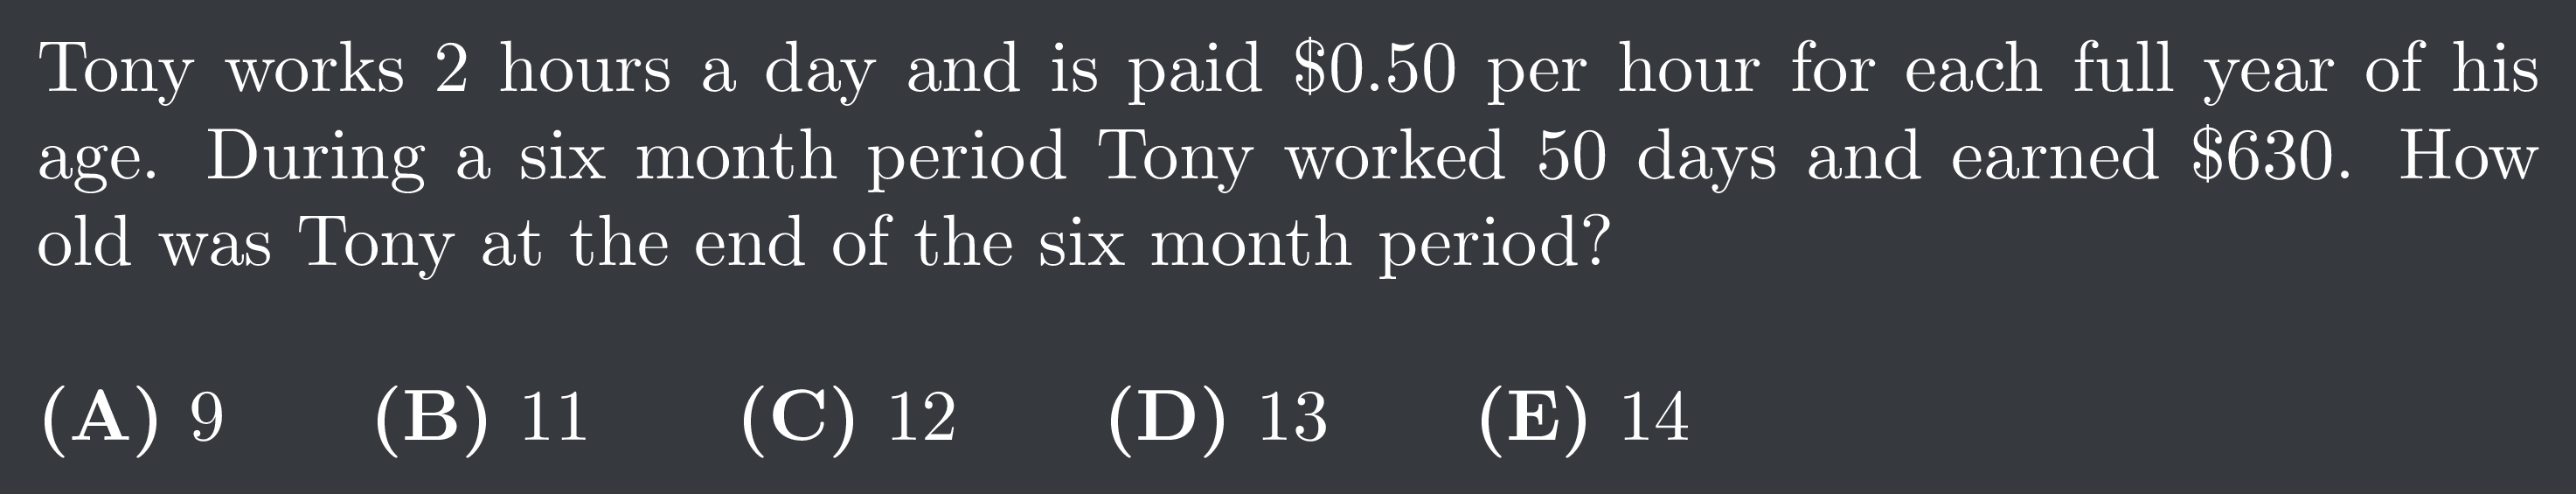 Tony works 2 hours a day and is paid $0.50 per hour for each full year of his
age. During a six month period Tony worked 50 days and earned $630. How
old was Tony at the end of the six month period?
(A) 9 (B) 11 (C) 12 (D) 13 (E) 14